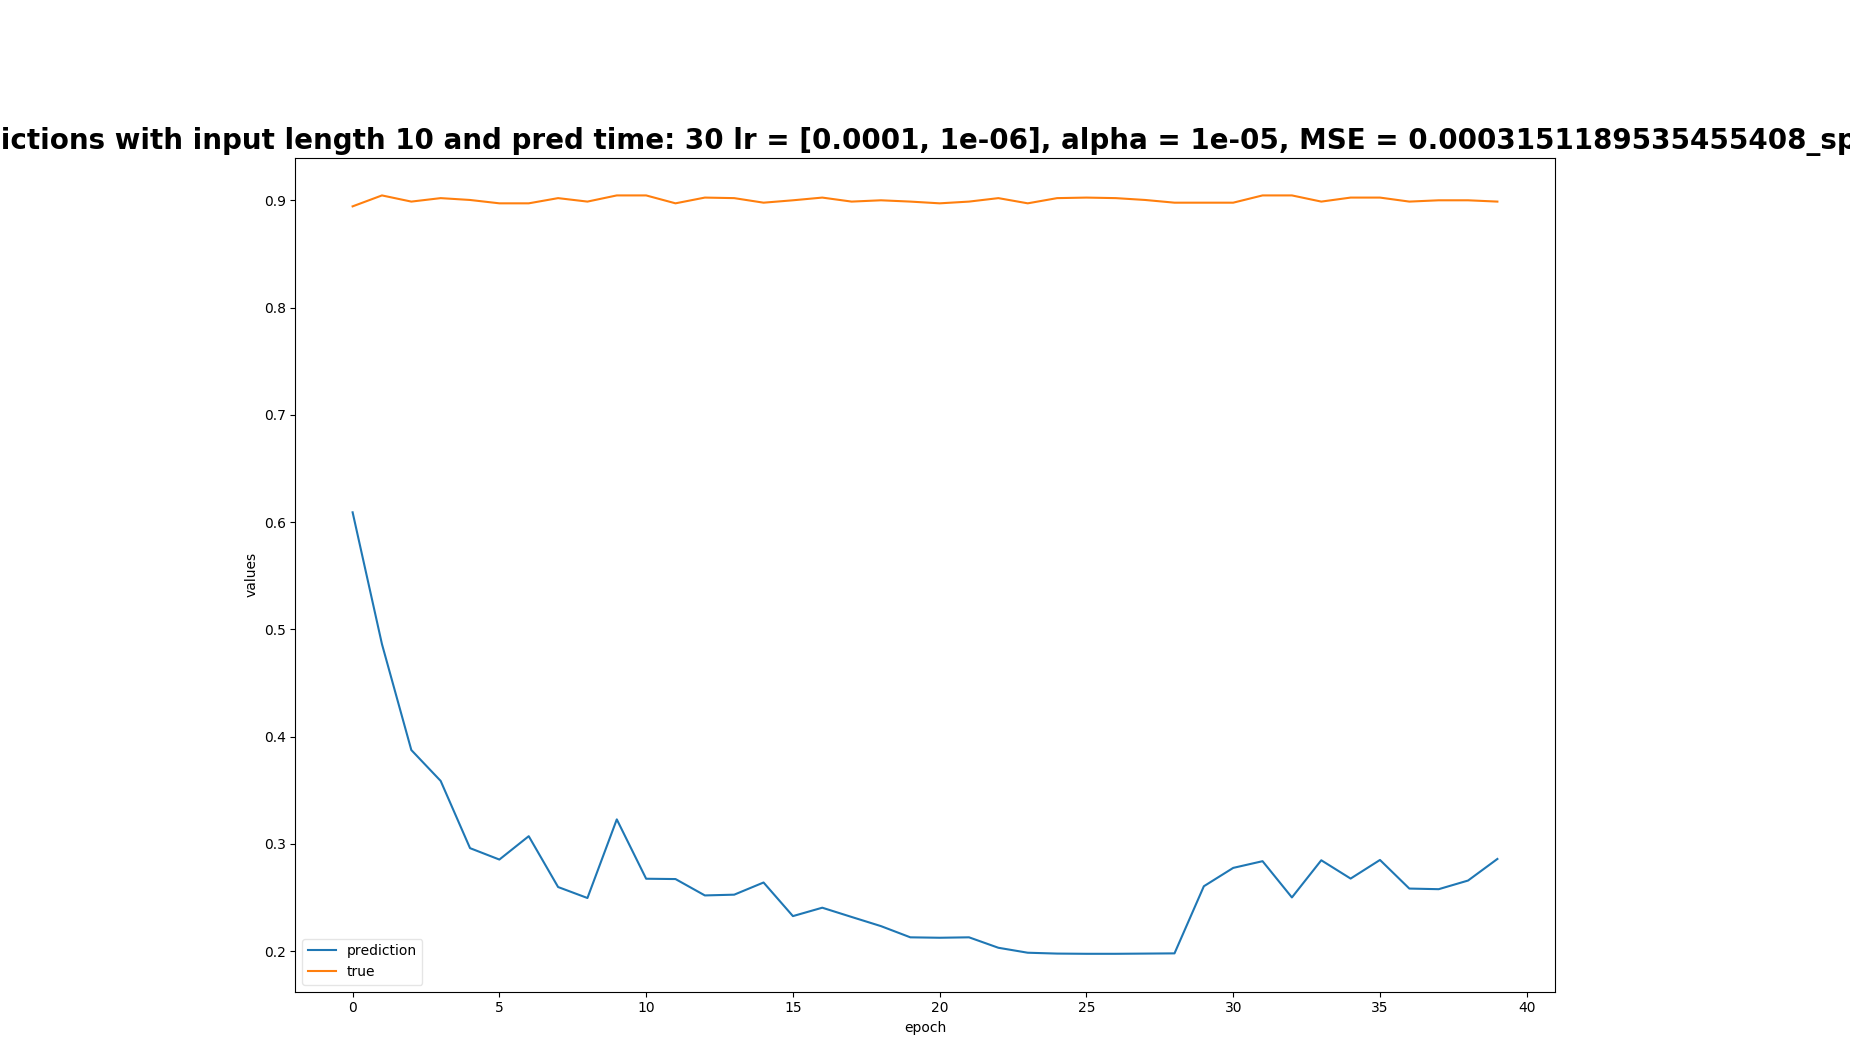 ictions with input length 10 and pred time: 30 lr = [0.0001, 1e-06], alpha = 1e-05, MSE = 0.0003151189535455408_sp
0.9
0.8
0.7
0.6
0.5
0.4
0.3
0.2
values
prediction
true
0 5 10 15 20 25 30 35 40
epoch